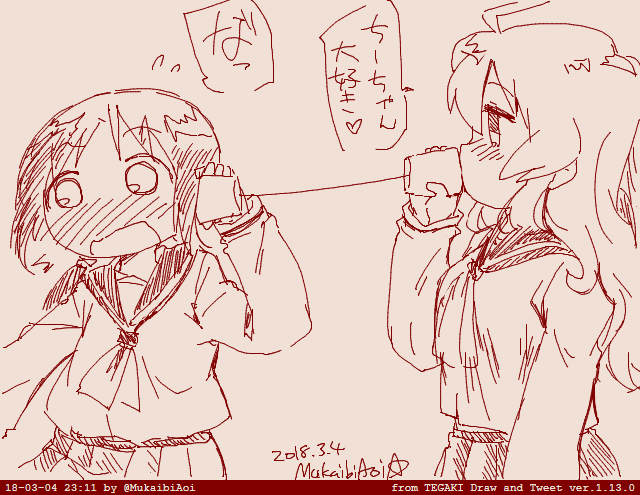 ちーちゃん
大好き♡
なっ
2018.3.4
MukaibiAoi☆
18-03-04 23:11 by @MukaibiAoi
from TEGAKI Draw and Tweet ver.1.13.0